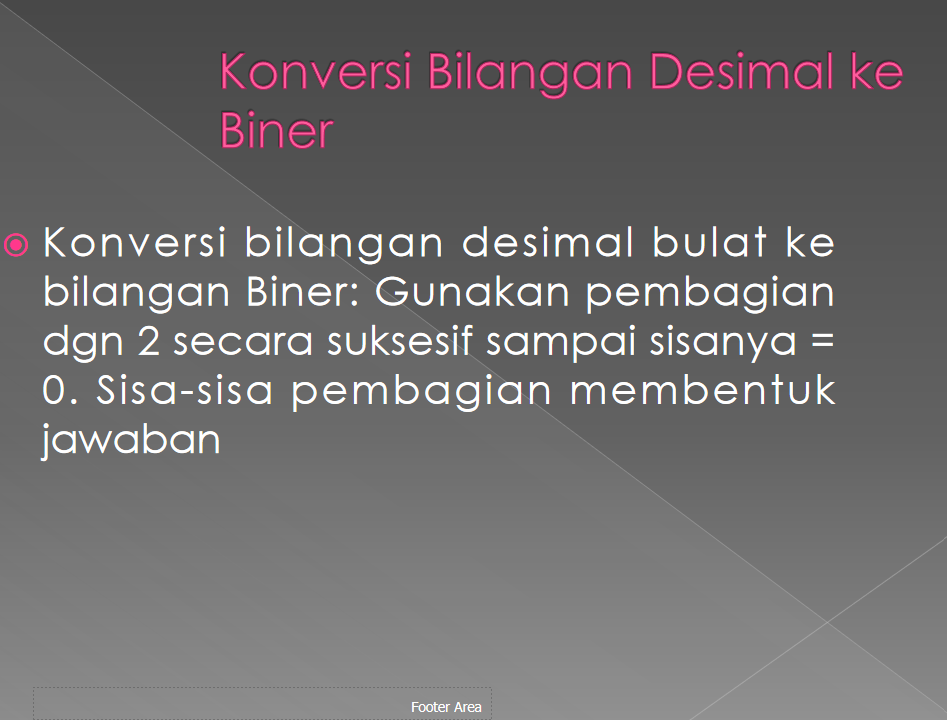 Konversi Bilangan Desimal ke
Biner
Konversi bilangan desimal bulat ke
bilangan Biner: Gunakan pembagian
dgn 2 secara suksesif sampai sisanya =
0. Sisa-sisa pembagian membentuk
jawaban
Footer Area